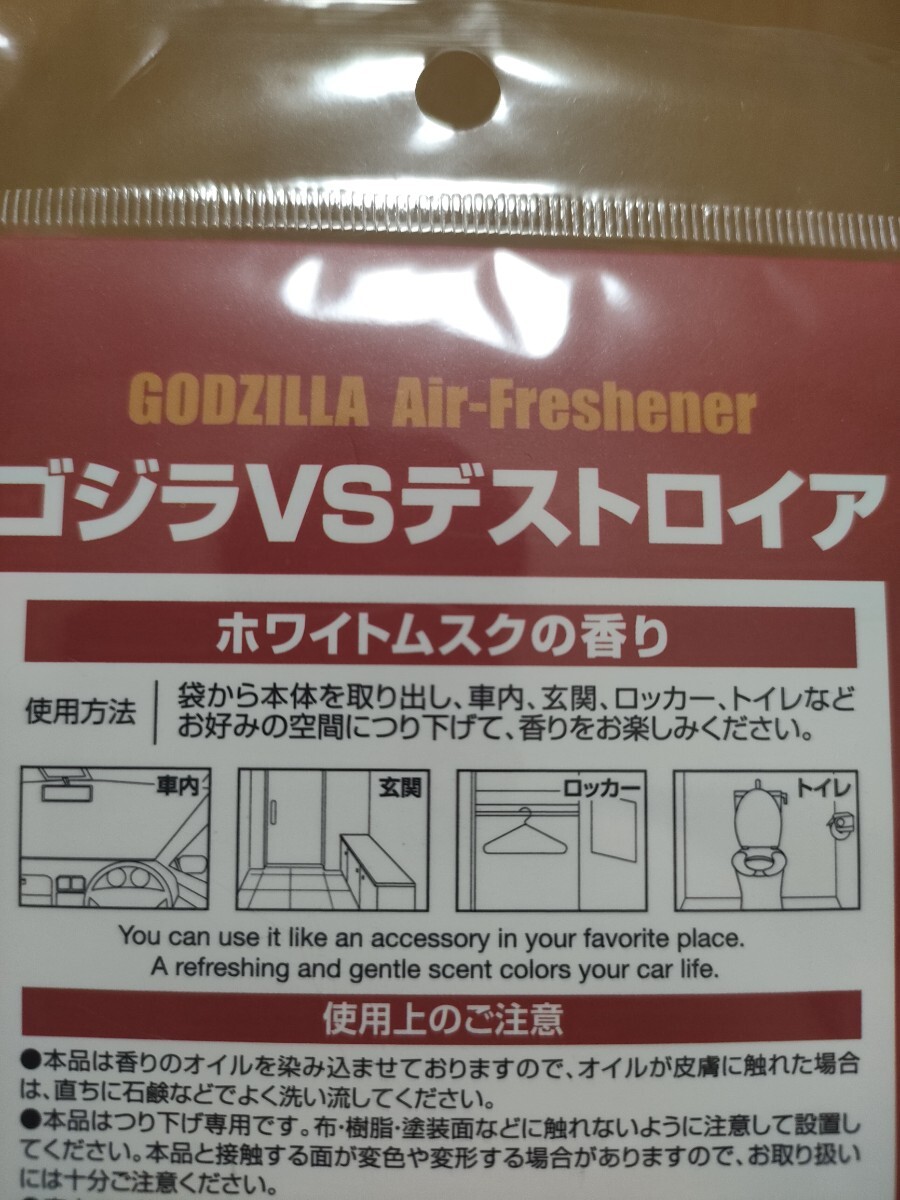 GODZILLA Air-Freshener
ゴジラVSデストロイア
ホワイトムスクの香り
使用方法
袋から本体を取り出し、車内、玄関、ロッカー、トイレなど
お好みの空間につり下げて、香りをお楽しみください。
車内
玄関
ロッカー
トイレ
You can use it like an accessory in your favorite place.
A refreshing and gentle scent colors your car life.
使用上のご注意
●本品は香りのオイルを染み込ませておりますので、オイルが皮膚に触れた場合
は、直ちに石鹸などでよく洗い流してください。
●本品はつり下げ専用です。布・樹脂・塗装面などに触れないように注意して設置し
てください。本品と接触する面が変色や変形する場合がありますので、お取り扱い
には十分ご注意ください。